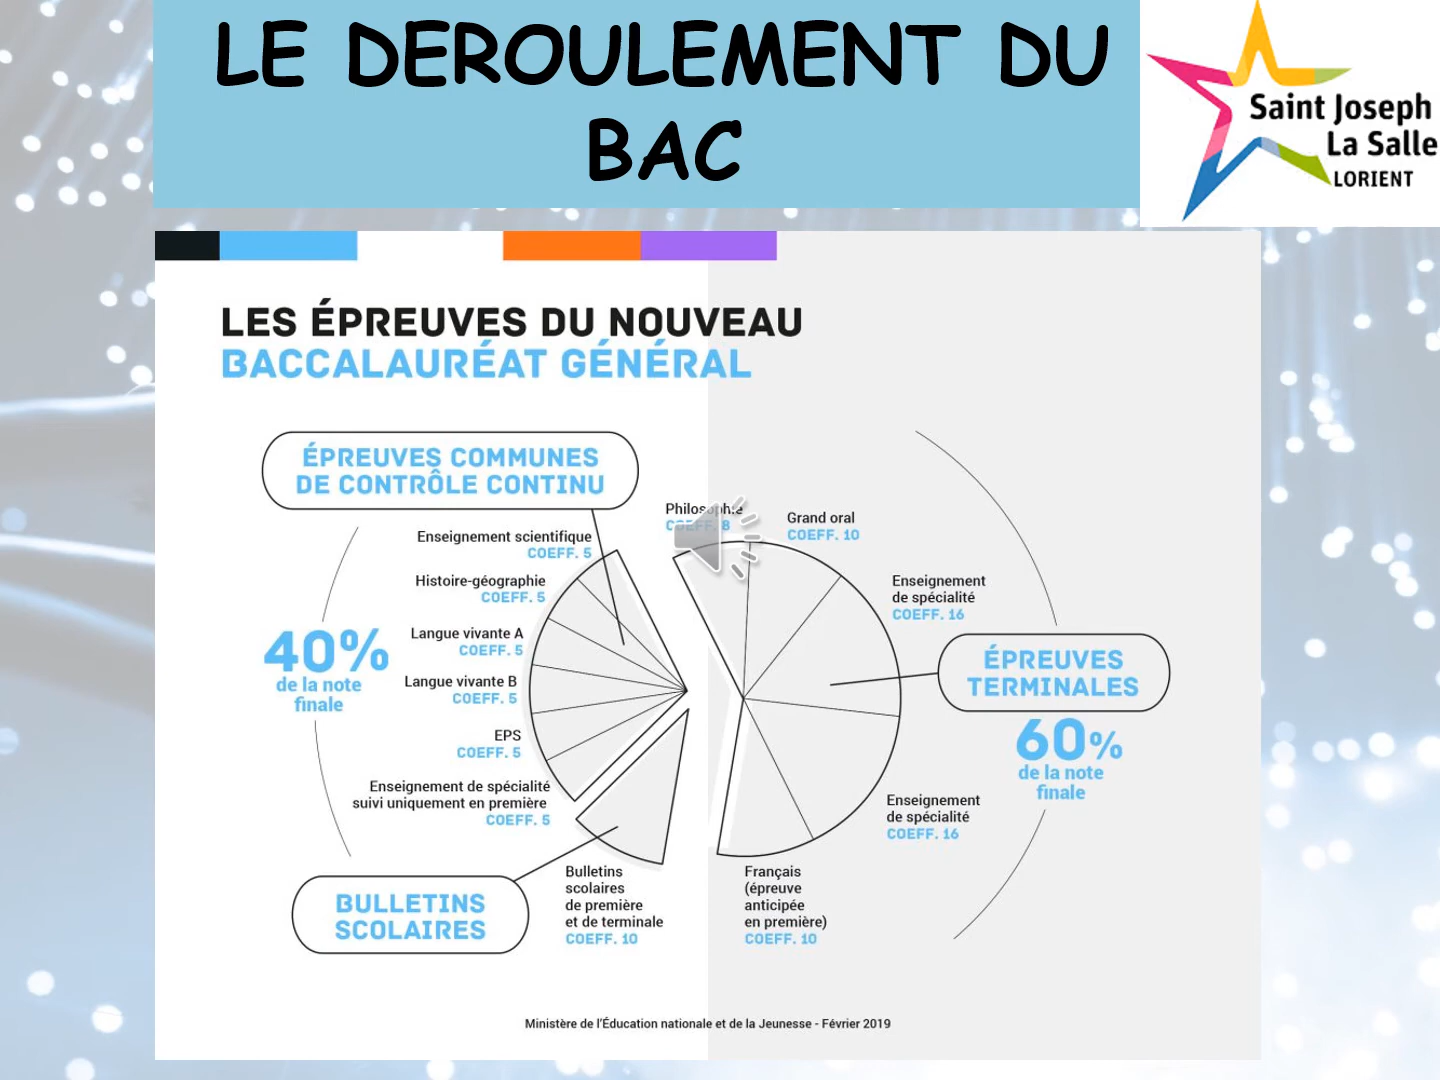 LE DEROULEMENT DU
BAC
Saint Joseph
La Salle
LORIENT
LES ÉPREUVES DU NOUVEAU
BACCALAURÉAT GÉNÉRAL
ÉPREUVES COMMUNES
DE CONTRÔLE CONTINU
Enseignement scientifique
COEFF. 5
Histoire-géographie
COEFF. 5
Langue vivante A
COEFF. 5
Langue vivante B
COEFF. 5
EPS
COEFF. 5
Enseignement de spécialité
suivi uniquement en première
COEFF. 5
40%
de la note
finale
BULLETINS
SCOLAIRES
Bulletins
scolaires
de première
et de terminale
COEFF. 10
Philosophie
COEFF. 8
Grand oral
COEFF. 10
Enseignement
de spécialité
COEFF. 16
ÉPREUVES
TERMINALES
60%
de la note
finale
Enseignement
de spécialité
COEFF. 16
Français
(épreuve
anticipée
en première)
COEFF. 10
Ministère de l'Éducation nationale et de la Jeunesse - Février 2019